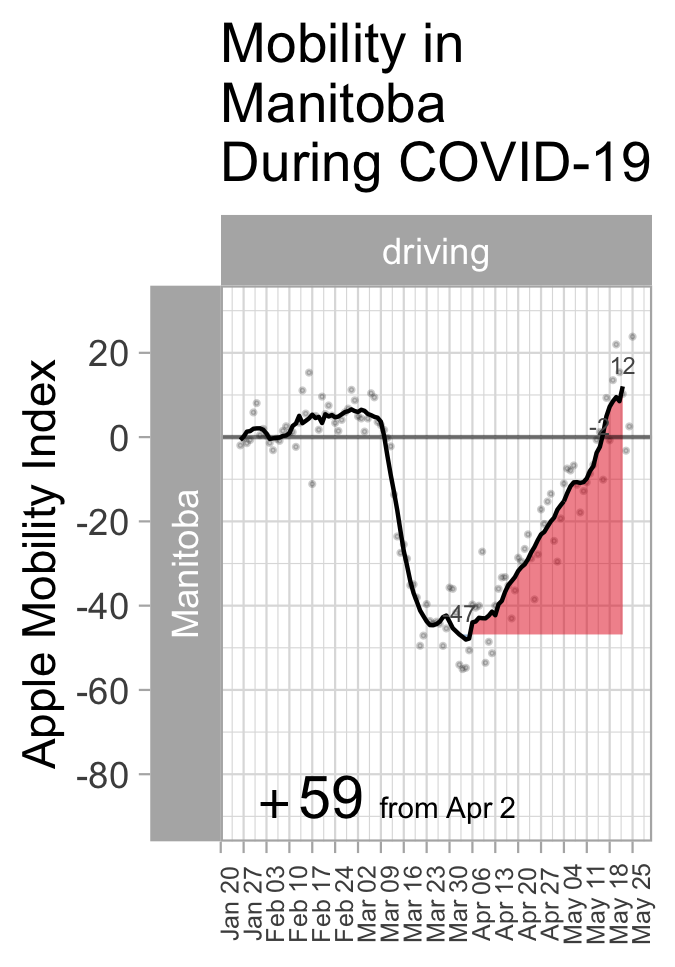 Mobility in
Manitoba
During COVID-19
driving
Apple Mobility Index
Manitoba
20
0
-20
-40
-60
-80
12
-2
-47
+59 from Apr 2
Jan 20
Jan 27
Feb 03
Feb 10
Feb 17
Feb 24
Mar 02
Mar 09
Mar 16
Mar 23
Mar 30
Apr 06
Apr 13
Apr 20
Apr 27
May 04
May 11
May 18
May 25